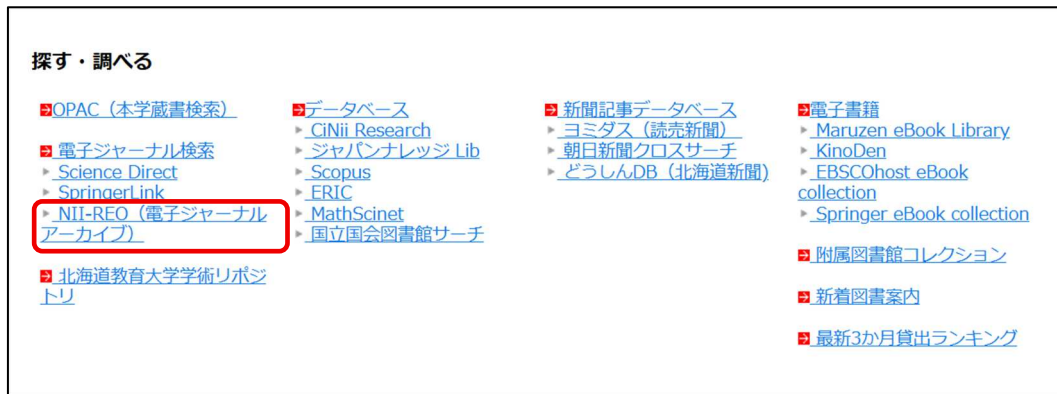 探す・調べる
OPAC（本学蔵書検索）
電子ジャーナル検索
Science Direct
SpringerLink
NII-REO（電子ジャーナル
アーカイブ）
北海道教育大学学術リポジ
トリ
データベース
CiNii Research
ジャパンナレッジ Lib
Scopus
ERIC
MathScinet
国立国会図書館サーチ
新聞記事データベース
ヨミダス（読売新聞）
朝日新聞クロスサーチ
どうしんDB（北海道新聞)
電子書籍
Maruzen eBook Library
KinoDen
EBSCOhost eBook
collection
Springer eBook collection
附属図書館コレクション
新着図書案内
最新3か月貸出ランキング